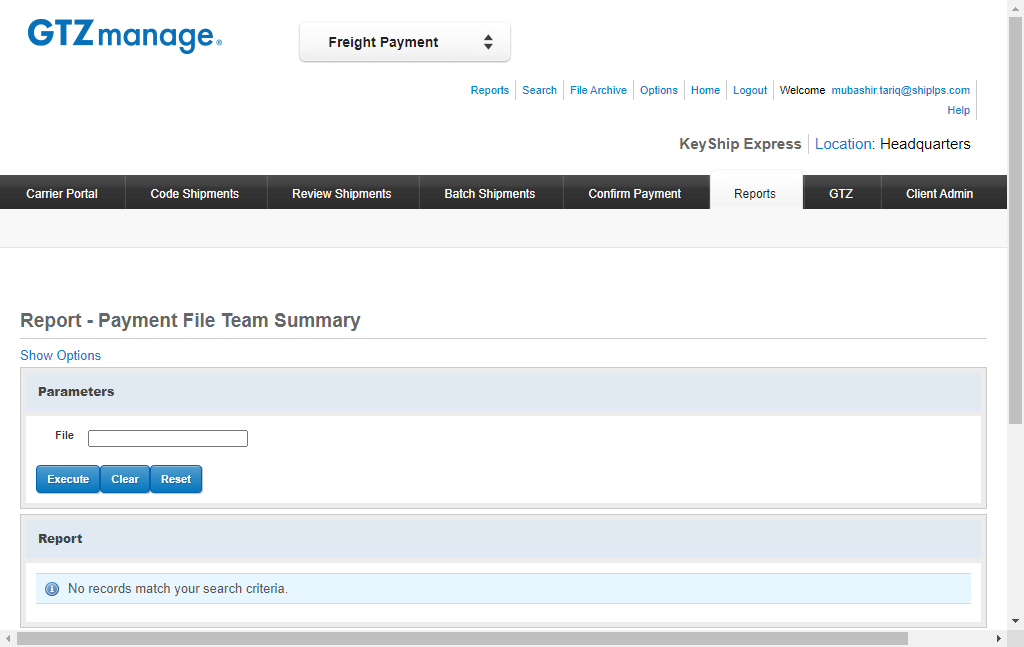 GTZmanage®
Freight Payment
Reports Search File Archive Options Home Logout Welcome mubashir.tariq@shiplps.com
Help
KeyShip Express Location: Headquarters
Carrier Portal Code Shipments Review Shipments Batch Shipments Confirm Payment Reports GTZ Client Admin
Report - Payment File Team Summary
Show Options
Parameters
File
Execute Clear Reset
Report
No records match your search criteria.